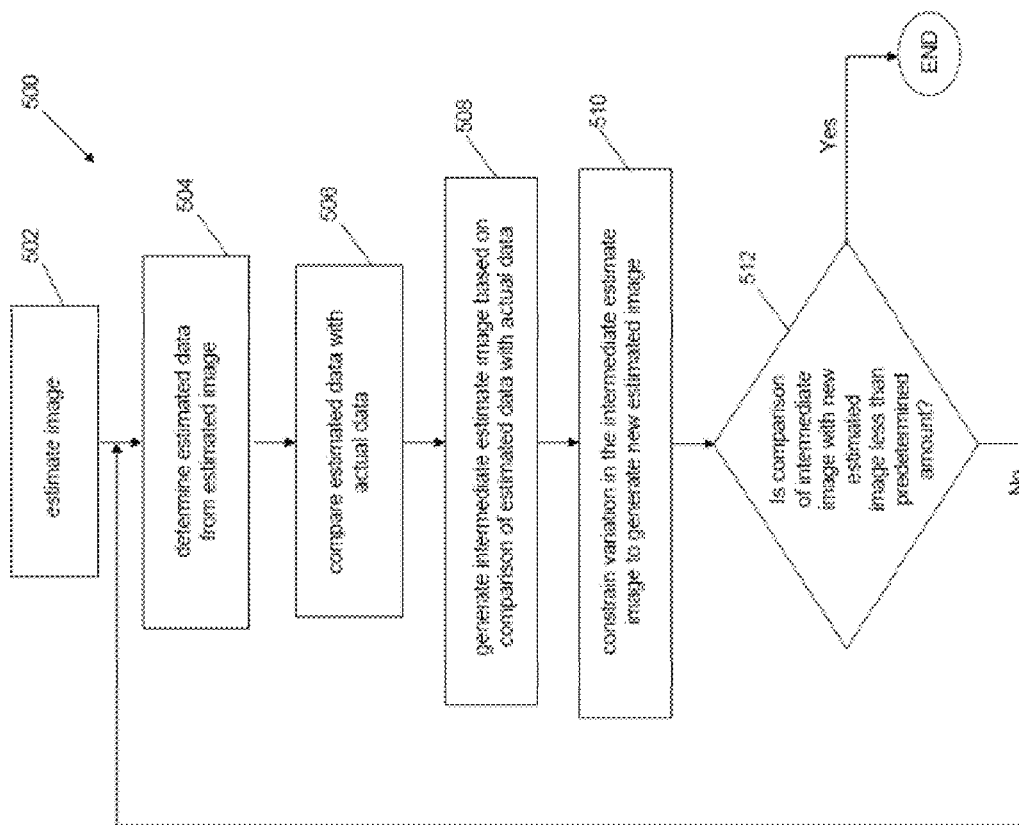 500
502
estimate image
504
determine estimated data
from estimated image
506
compare estimated data with
actual data
508
generate intermediate estimate image based on
comparison of estimated data with actual data
510
constrain variation in the intermediate estimate
image to generate new estimated image
512
Is comparison
of intermediate
image with new
estimated
image less than
predetermined
amount?
Yes
END
No